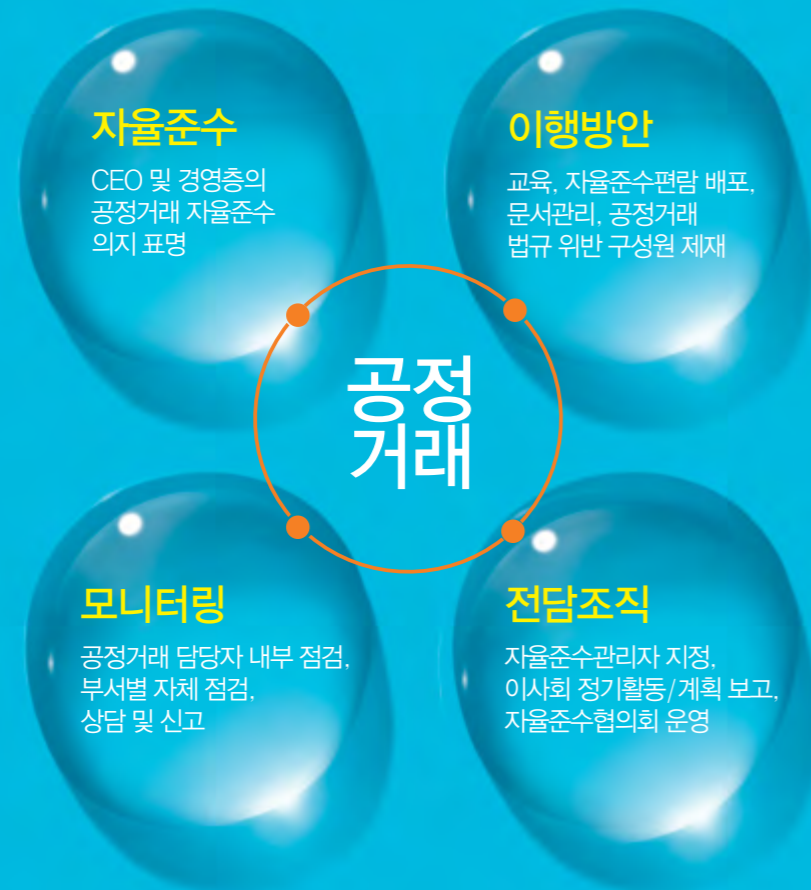 자율준수
CEO 및 경영층의
공정거래 자율준수
의지 표명
이행방안
교육, 자율준수편람 배포,
문서관리, 공정거래
법규 위반 구성원 제재
공정
거래
모니터링
공정거래 담당자 내부 점검,
부서별 자체 점검,
상담 및 신고
전담조직
자율준수관리자 지정,
이사회 정기활동/계획 보고,
자율준수협의회 운영